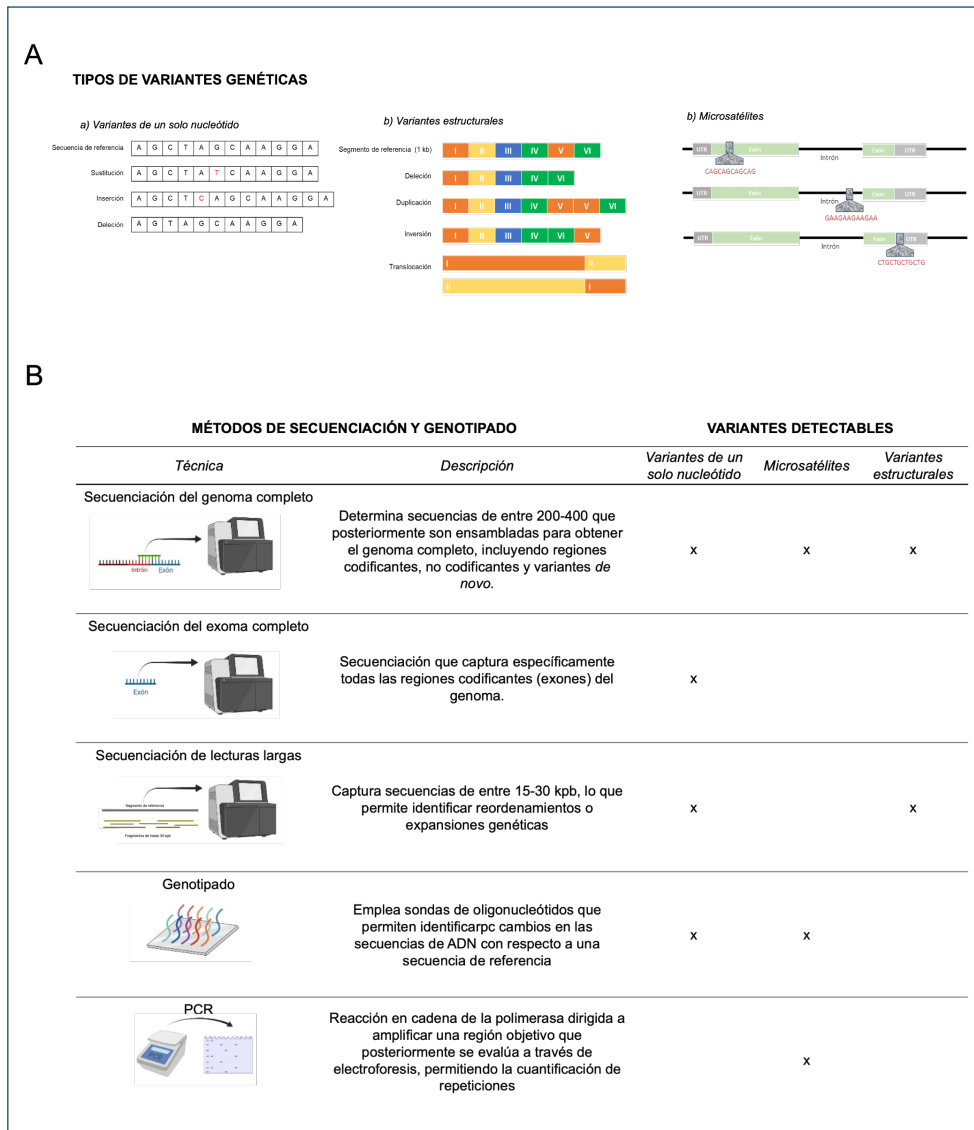 A
TIPOS DE VARIANTES GENÉTICAS
a) Variantes de un solo nucleótido
Secuencia de referencia
A G C T A G C A A G G A
Sustitución
A G C T A T C A A G G A
Inserción
A G C T C A G C A A G G A
Deleción
A G T A G C A A G G A
b) Variantes estructurales
Segmento de referencia (1 kb)
I II III IV V VI
Deleción
I II III IV VI
Duplicación
I II III IV V V VI
Inversión
I II III IV VI V
Translocación
I II
II I
b) Microsatélites
UTR Exón Intrón Exón UTR
CAGCAGCAGCAG
UTR Exón Intrón Exón UTR
GAAGAAGAAGAA
UTR Exón Intrón Exón UTR
CTGCTGCTGCTG
B
MÉTODOS DE SECUENCIACIÓN Y GENOTIPADO
VARIANTES DETECTABLES
Técnica
Descripción
Variantes de un
solo nucleótido
Microsatélites
Variantes
estructurales
Secuenciación del genoma completo
Intrón Exón
Determina secuencias de entre 200-400 que
posteriormente son ensambladas para obtener
el genoma completo, incluyendo regiones
codificantes, no codificantes y variantes de
novo.
x x x
Secuenciación del exoma completo
Exón
Secuenciación que captura específicamente
todas las regiones codificantes (exones) del
genoma.
x
Secuenciación de lecturas largas
Segmento de referencia
Fragmentos de hasta 30 kpb
Captura secuencias de entre 15-30 kpb, lo que
permite identificar reordenamientos o
expansiones genéticas
x x
Genotipado
Emplea sondas de oligonucleótidos que
permiten identificarpc cambios en las
secuencias de ADN con respecto a una
secuencia de referencia
x x
PCR
PCR
Reacción en cadena de la polimerasa dirigida a
amplificar una región objetivo que
posteriormente se evalúa a través de
electroforesis, permitiendo la cuantificación de
repeticiones
x